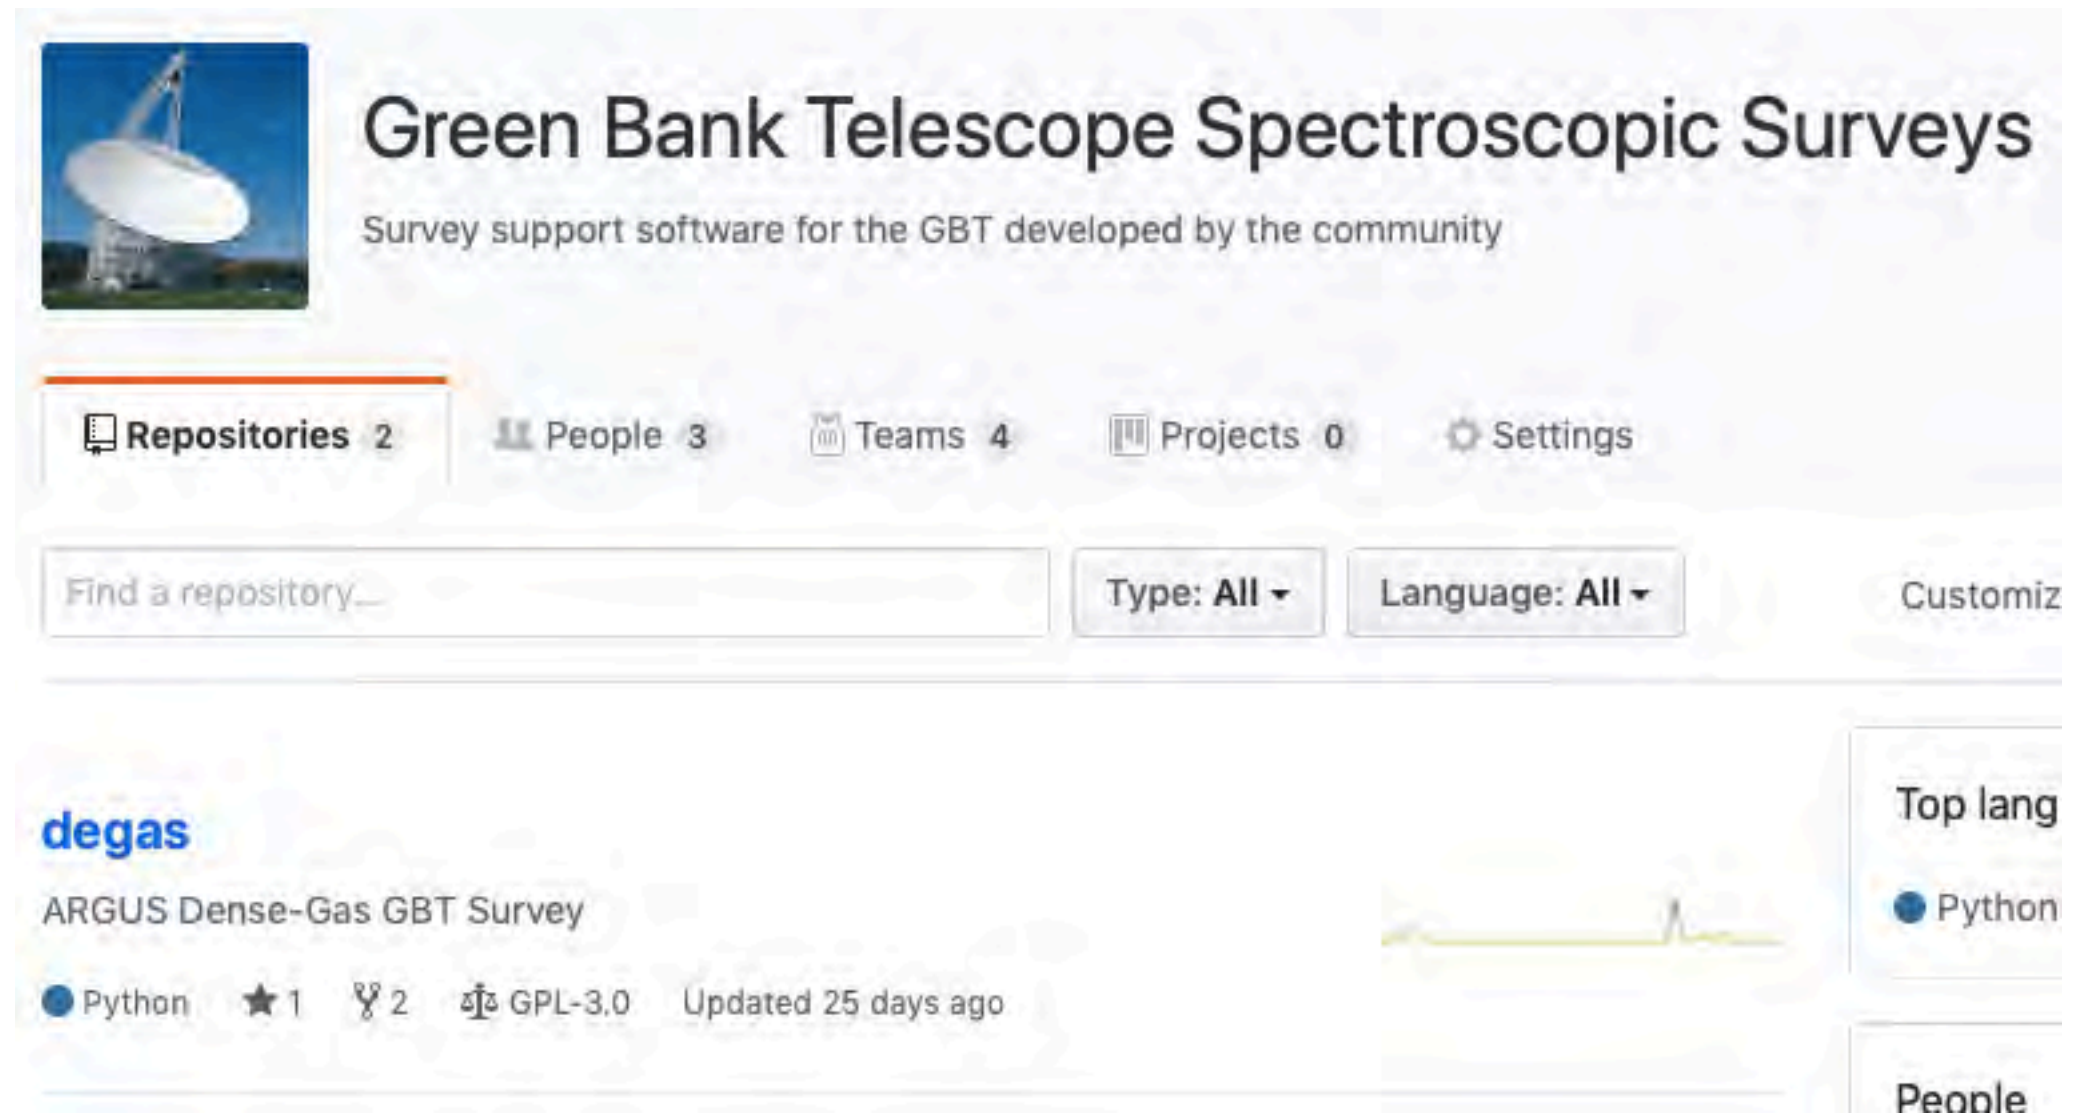 Green Bank Telescope Spectroscopic Surveys
Survey support software for the GBT developed by the community
Repositories 2 People 3 Teams 4 Projects 0 Settings
Find a repository...
Type: All Language: All Customiz
degas
ARGUS Dense-Gas GBT Survey
Python 1 2 GPL-3.0 Updated 25 days ago
Top lang
Python
People